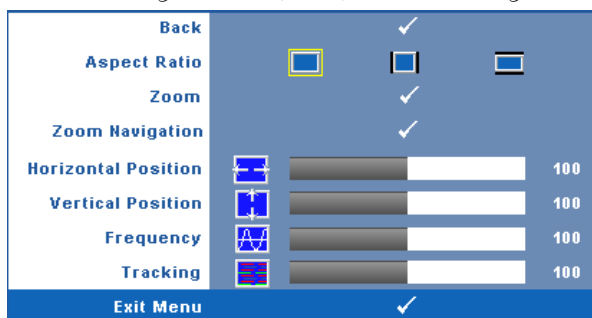 Back
Aspect Ratio
Zoom
Zoom Navigation
Horizontal Position 100
Vertical Position 100
Frequency 100
Tracking 100
Exit Menu